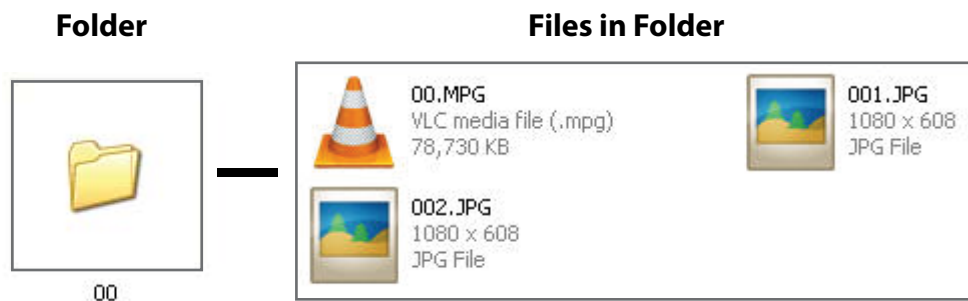 Folder
Files in Folder
00.MPG
VLC media file (.mpg)
78,730 KB
001.JPG
1080 x 608
JPG File
002.JPG
1080 x 608
JPG File
00